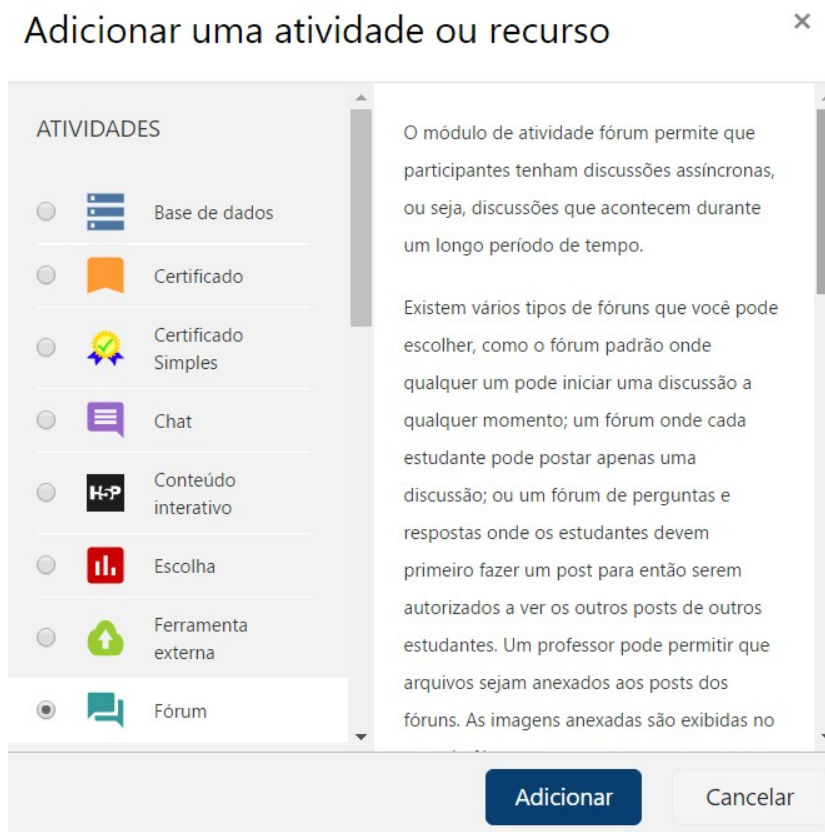 Adicionar uma atividade ou recurso
×
ATIVIDADES
Base de dados
Certificado
Certificado
Simples
Chat
H5P
Conteúdo
interativo
Escolha
Ferramenta
externa
Fórum
O módulo de atividade fórum permite que
participantes tenham discussões assíncronas,
ou seja, discussões que acontecem durante
um longo período de tempo.
Existem vários tipos de fóruns que você pode
escolher, como o fórum padrão onde
qualquer um pode iniciar uma discussão a
qualquer momento; um fórum onde cada
estudante pode postar apenas uma
discussão; ou um fórum de perguntas e
respostas onde os estudantes devem
primeiro fazer um post para então serem
autorizados a ver os outros posts de outros
estudantes. Um professor pode permitir que
arquivos sejam anexados aos posts dos
fóruns. As imagens anexadas são exibidas no
Adicionar
Cancelar